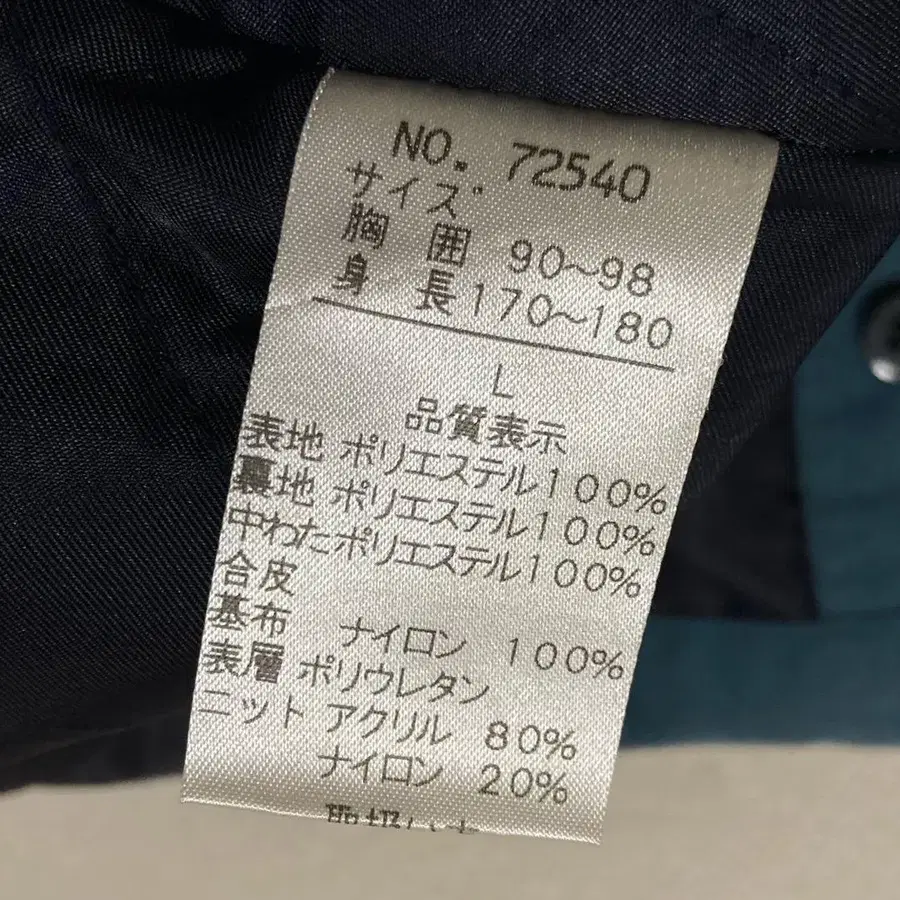 NO. 72540
サイズ
胸 囲 90~98
身 長 170~180
L
品質表示
表地 ポリエステル100%
裏地 ポリエステル100%
中わた ポリエステル100%
合皮
基布 ナイロン 100%
表層 ポリウレタン
ニット アクリル 80%
ナイロン 20%